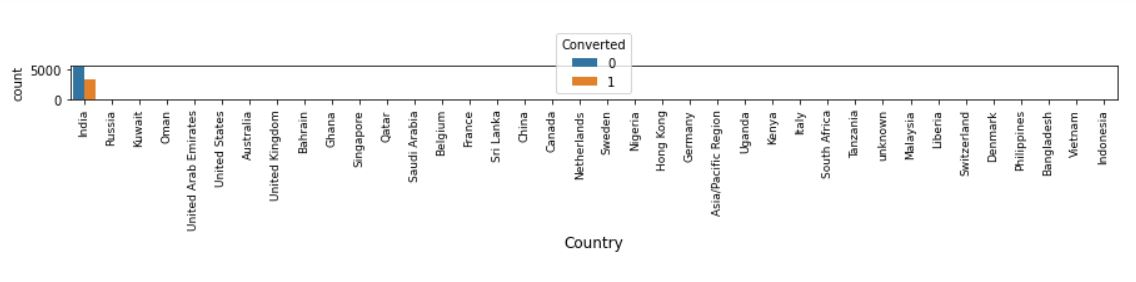 Converted
0
1
count
5000
0
India
Russia
Kuwait
Oman
United Arab Emirates
United States
Australia
United Kingdom
Bahrain
Ghana
Singapore
Qatar
Saudi Arabia
Belgium
France
Sri Lanka
China
Canada
Netherlands
Sweden
Nigeria
Hong Kong
Germany
Asia/Pacific Region
Uganda
Kenya
Italy
South Africa
Tanzania
unknown
Malaysia
Liberia
Switzerland
Denmark
Philippines
Bangladesh
Vietnam
Indonesia
Country